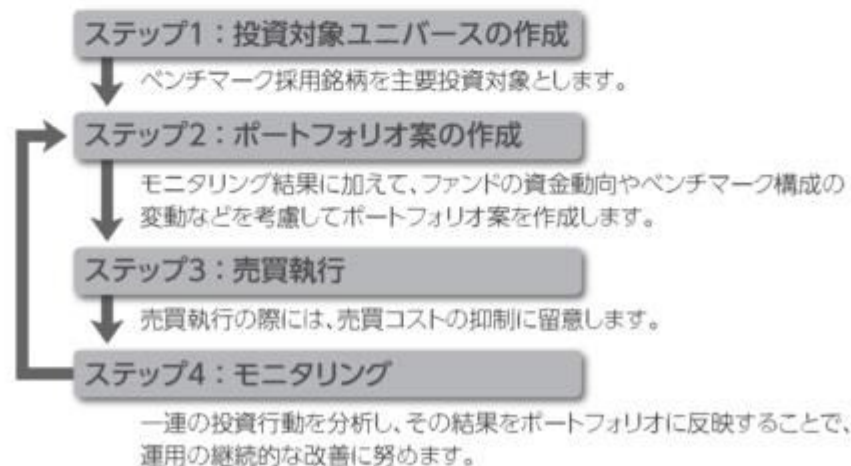 ステップ1：投資対象ユニバースの作成
ベンチマーク採用銘柄を主要投資対象とします。
ステップ2：ポートフォリオ案の作成
モニタリング結果に加えて、ファンドの資金動向やベンチマーク構成の
変動などを考慮してポートフォリオ案を作成します。
ステップ3：売買執行
売買執行の際には、売買コストの抑制に留意します。
ステップ4：モニタリング
一連の投資行動を分析し、その結果をポートフォリオに反映することで、
運用の継続的な改善に努めます。